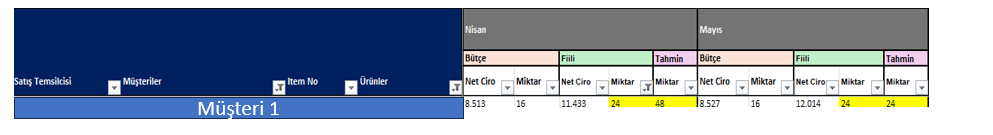 Nisan Mayıs
Bütçe Fiili Tahmin Bütçe Fiili Tahmin
Satış Temsilcisi Müşteriler Item No Ürünler Net Ciro Miktar Net Ciro Miktar Miktar Net Ciro Miktar Net Ciro Miktar Miktar
Müşteri 1 8.513 16 11.433 24 48 8.527 16 12.014 24 24